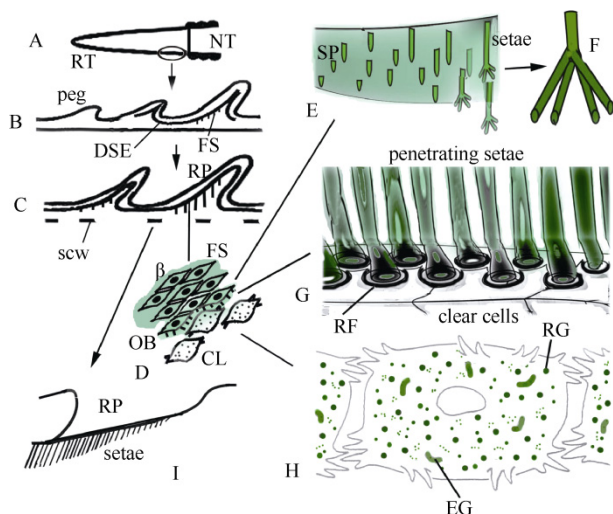 A
RT
NT
peg
B
DSE
FS
RP
C
scw
β
FS
OB
D
CL
RP
setae
I
SP
setae
F
E
penetrating setae
G
RF
clear cells
RG
H
EG